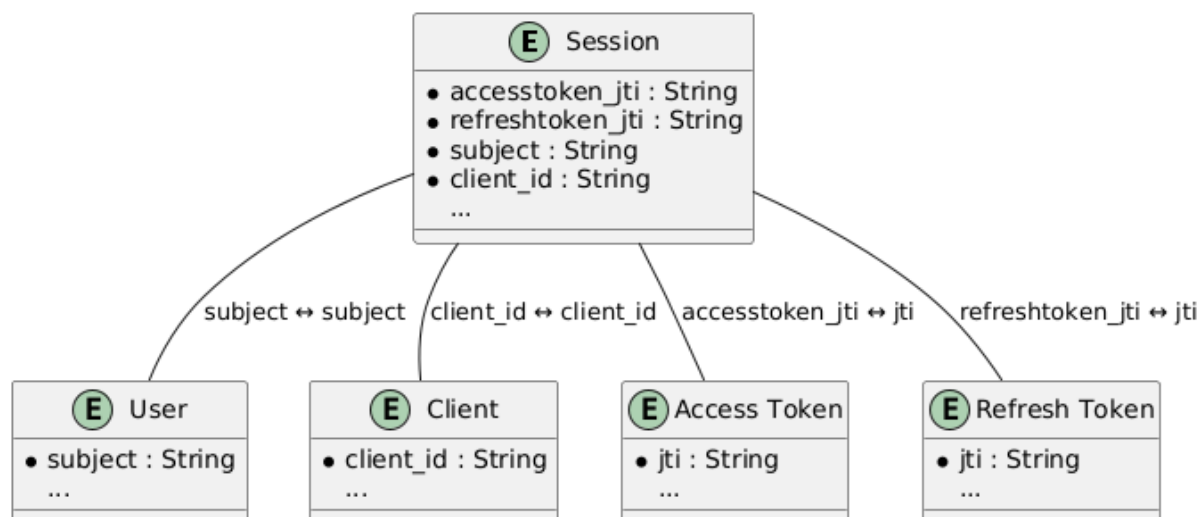 E Session
accesstoken_jti : String
refreshtoken_jti : String
subject : String
client_id : String
...
subject ↔ subject
client_id ↔ client_id
accesstoken_jti ↔ jti
refreshtoken_jti ↔ jti
E User
subject : String
...
E Client
client_id : String
...
E Access Token
jti : String
...
E Refresh Token
jti : String
...